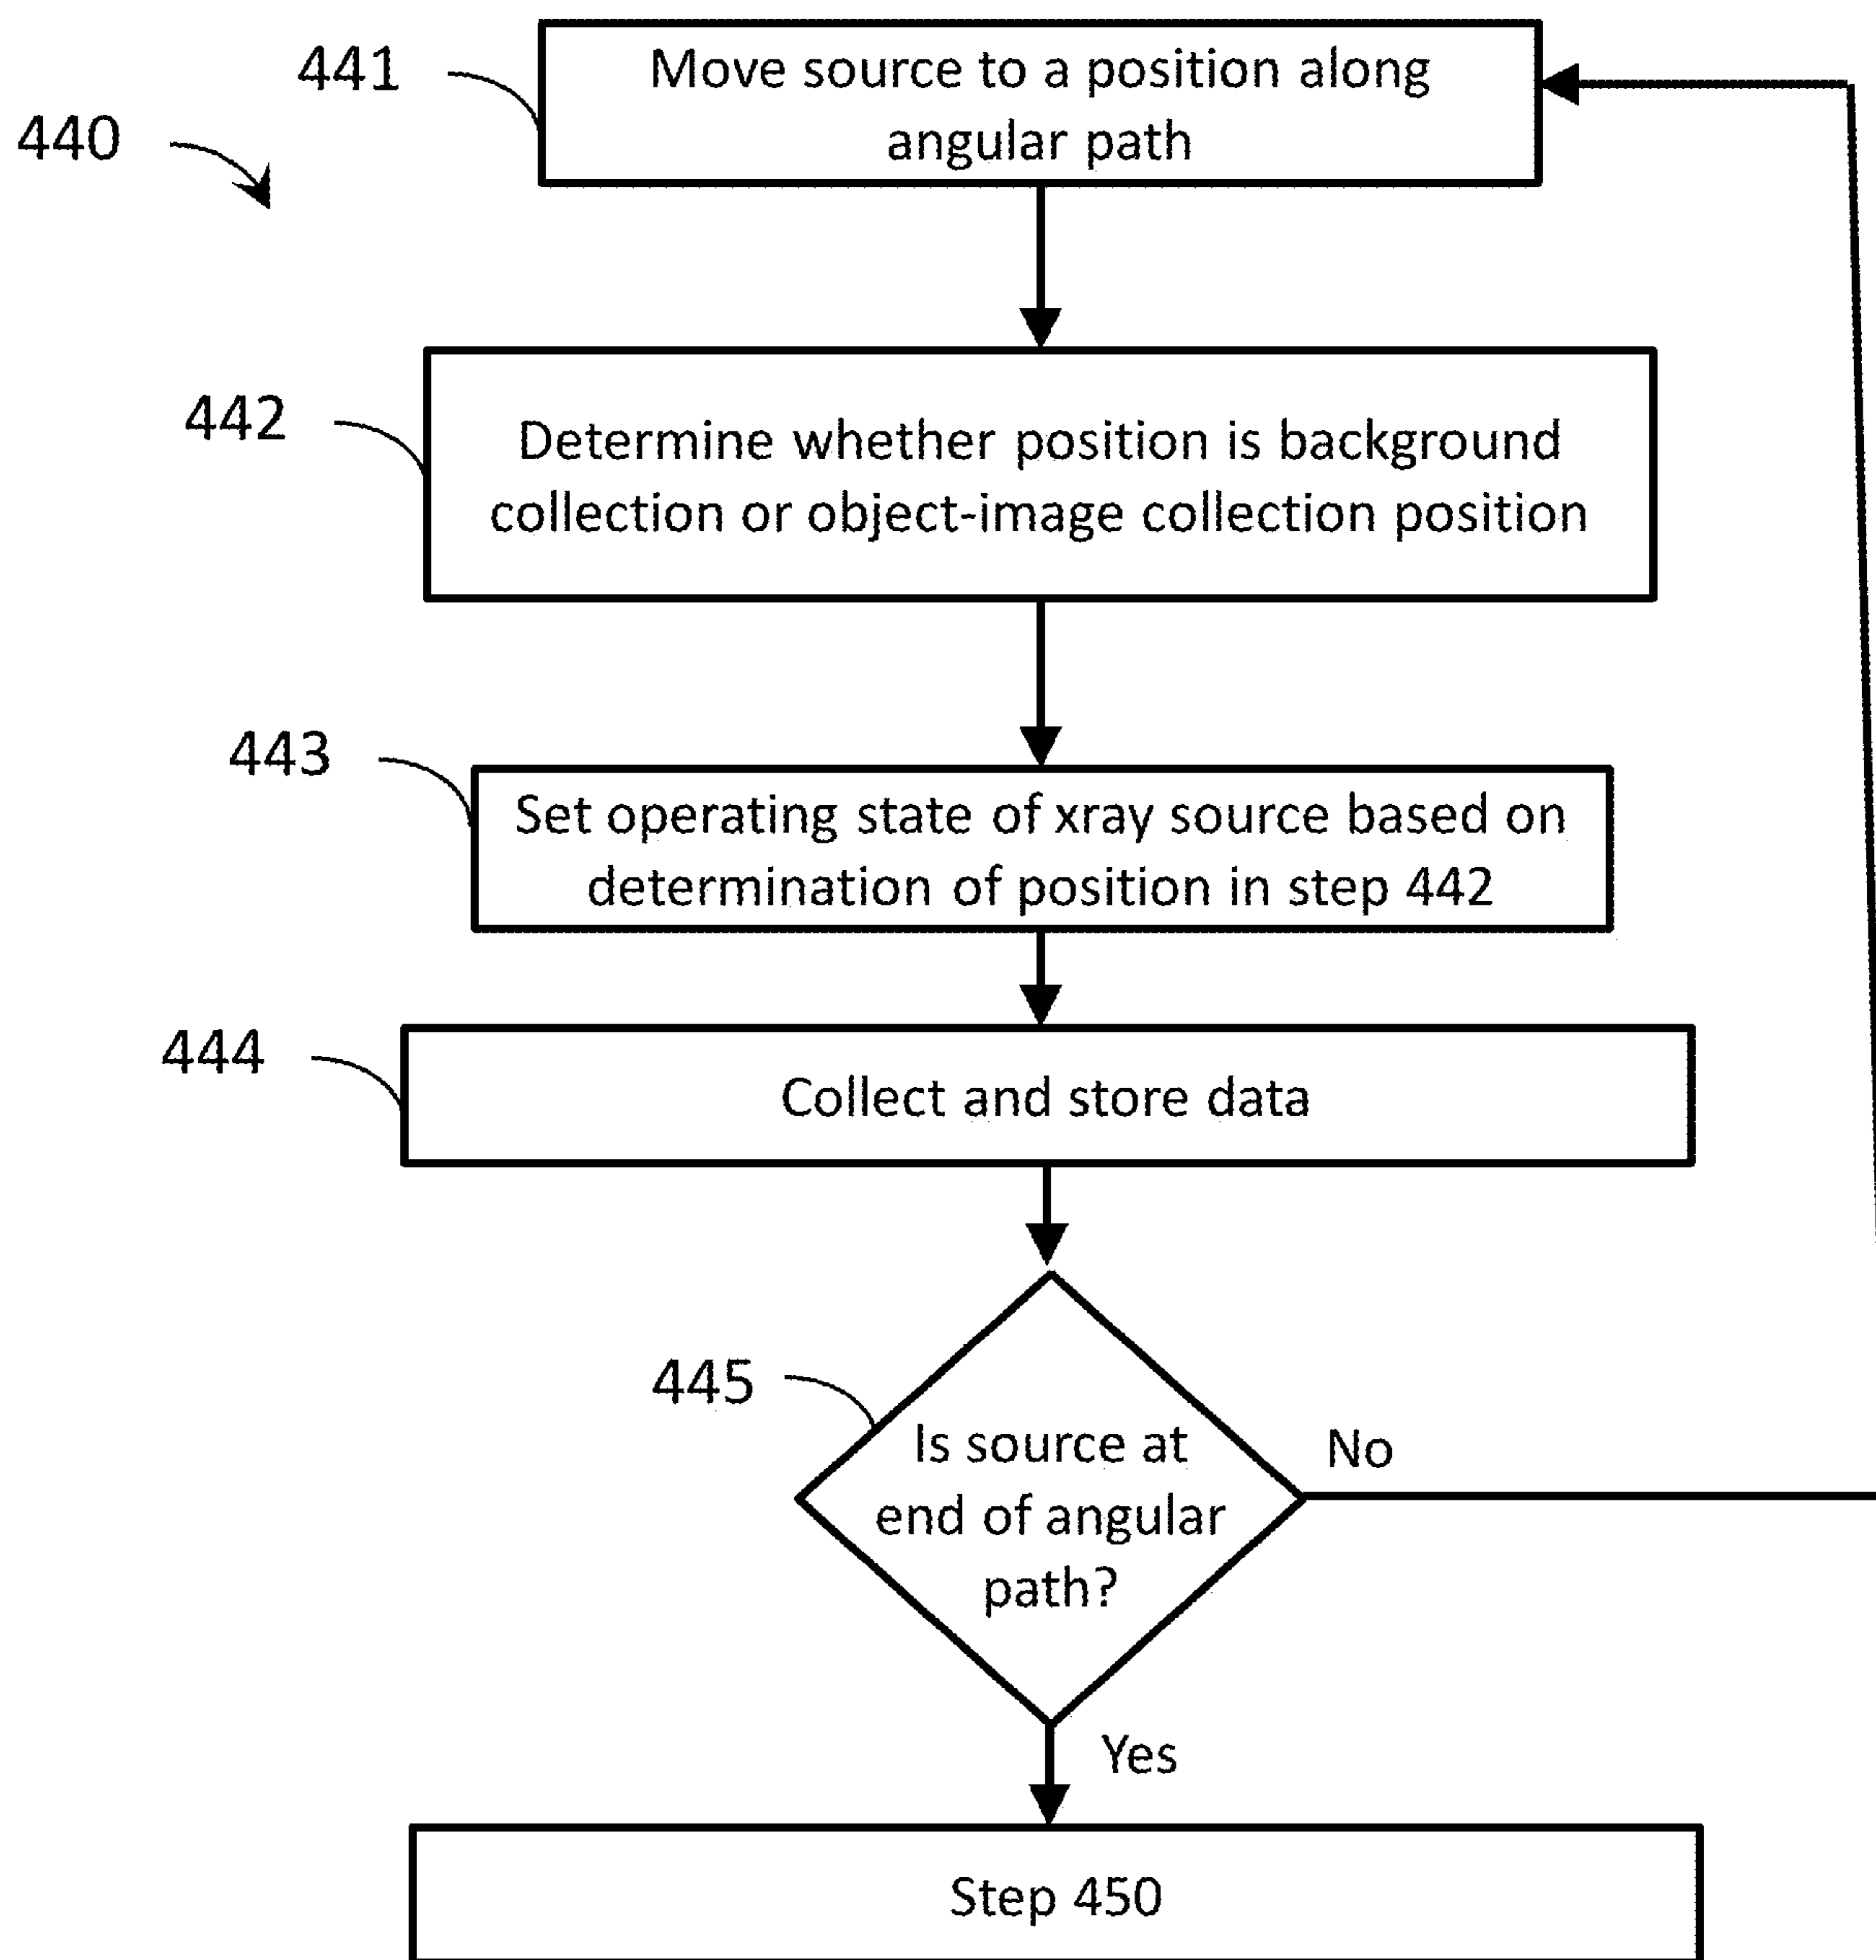 441
Move source to a position along
angular path
440
442
Determine whether position is background
collection or object-image collection position
443
Set operating state of xray source based on
determination of position in step 442
444
Collect and store data
445
Is source at
end of angular
path?
No
Yes
Step 450